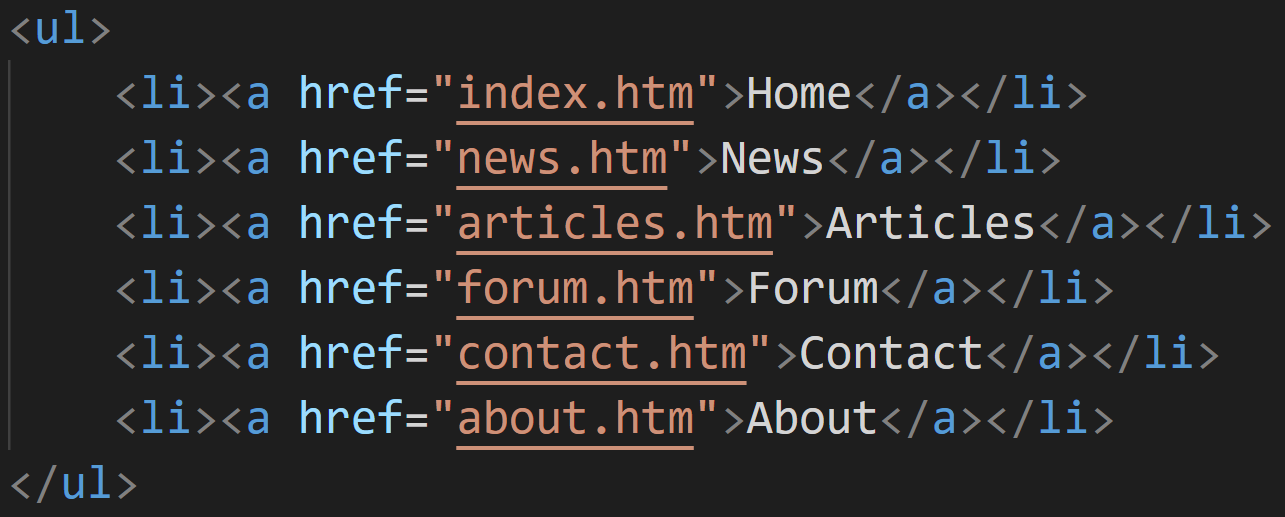 <ul>
    <li><a href="index.htm">Home</a></li>
    <li><a href="news.htm">News</a></li>
    <li><a href="articles.htm">Articles</a></li>
    <li><a href="forum.htm">Forum</a></li>
    <li><a href="contact.htm">Contact</a></li>
    <li><a href="about.htm">About</a></li>
</ul>